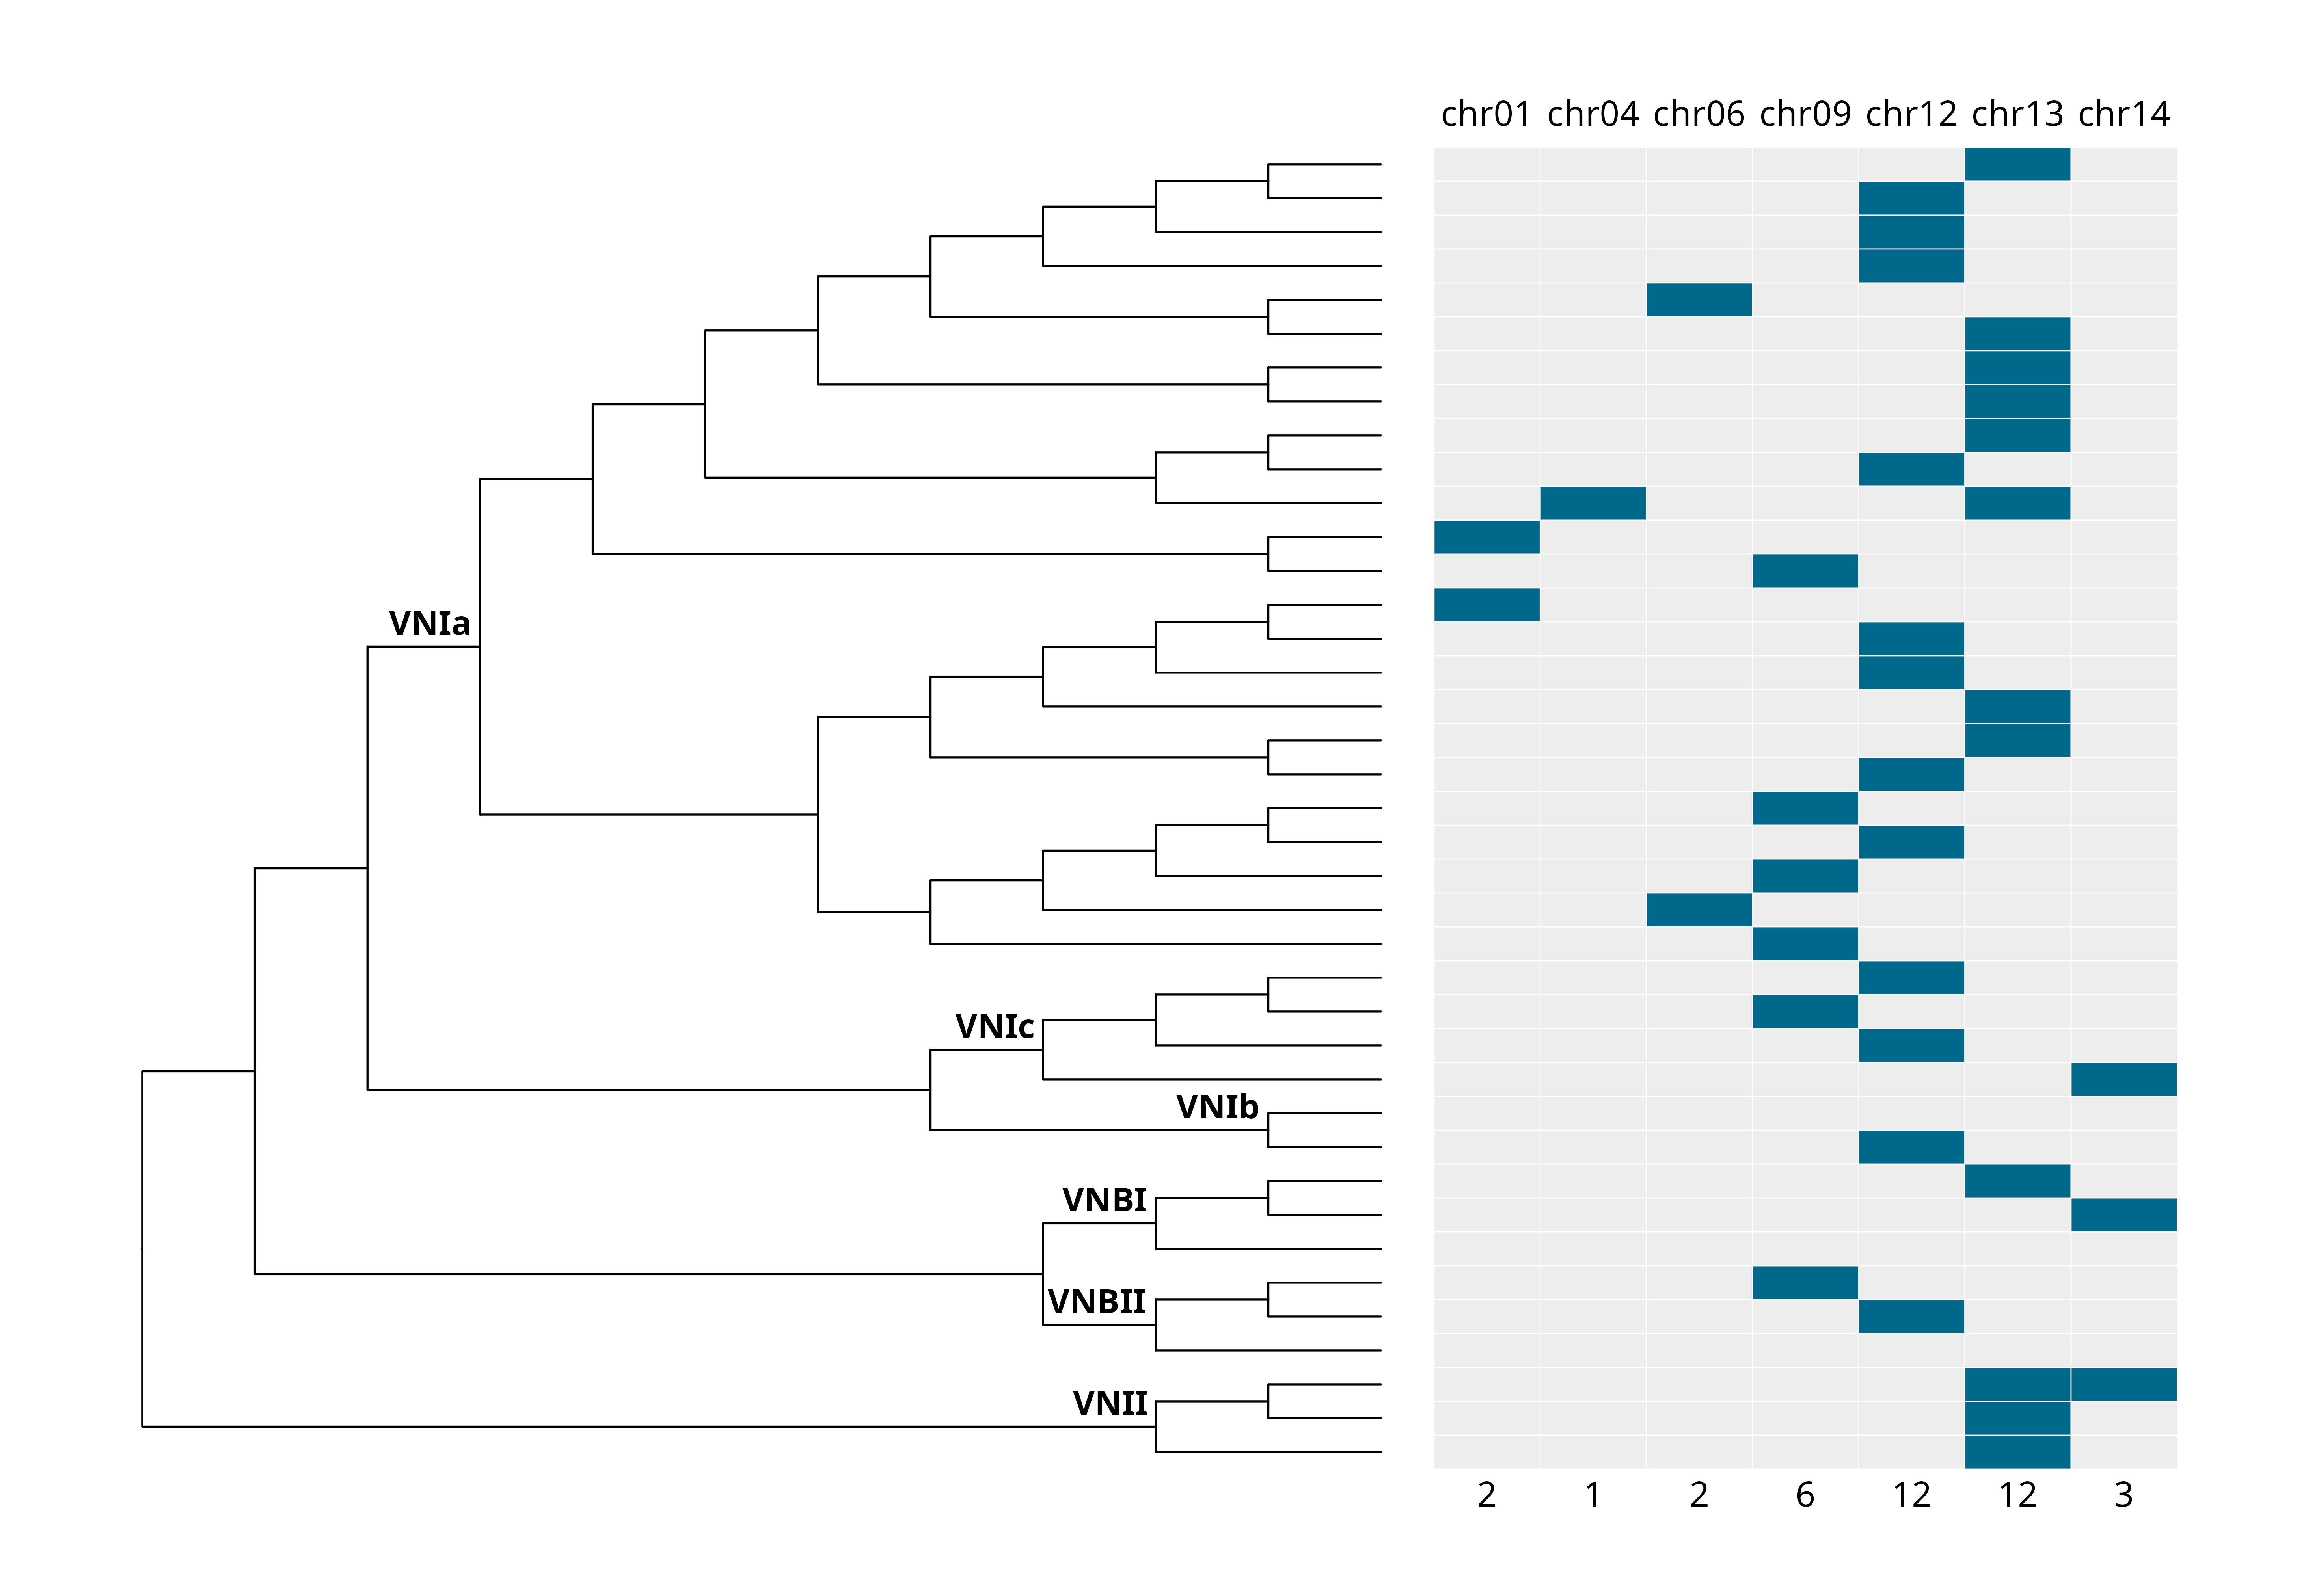 chr01 chr04 chr06 chr09 chr12 chr13 chr14
VNIa
VNIc
VNIb
VNBI
VNBII
VNII
2 1 2 6 12 12 3